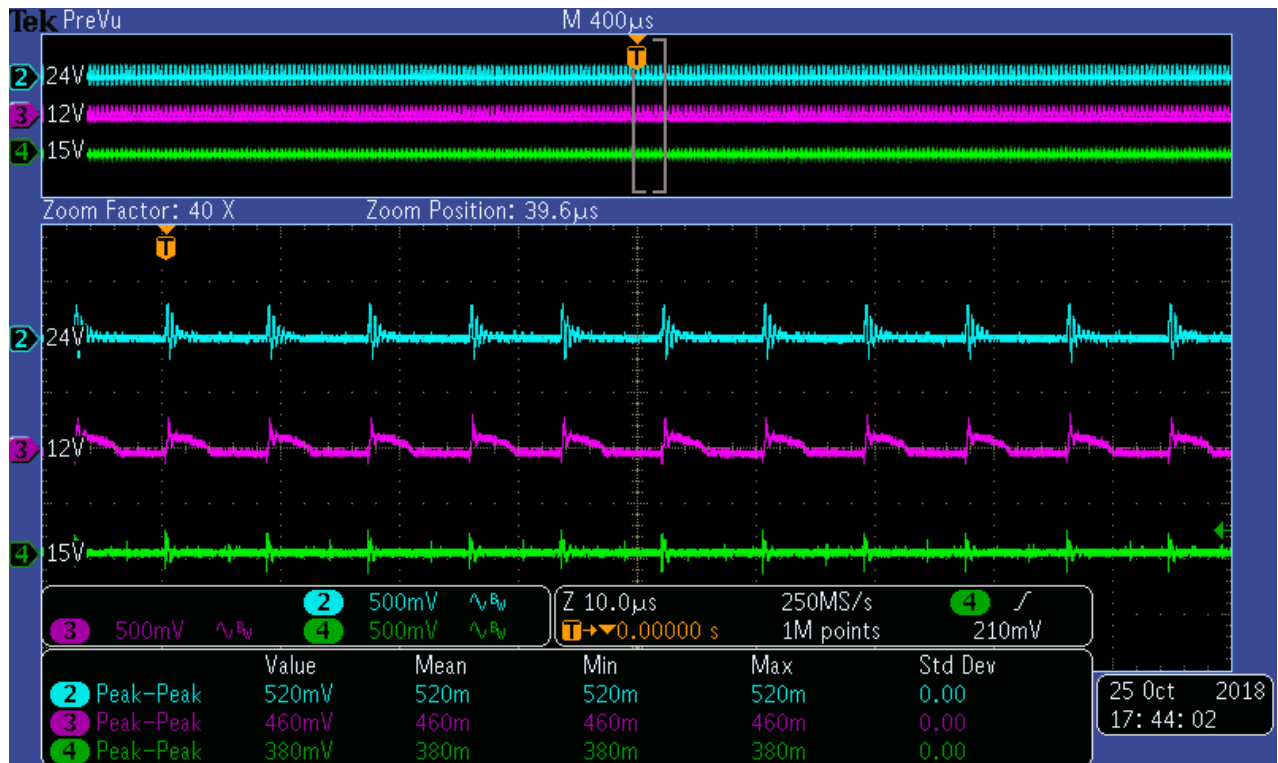 Tek PreVu M 400µs
T
2 24V
3 12V
4 15V
Zoom Factor: 40 X Zoom Position: 39.6µs
T
2 24V
3 12V
4 15V
2 500mV ∿ BW Z 10.0µs 250MS/s 4 ∫
3 500mV ∿ BW 4 500mV ∿ BW T→▼0.00000 s 1M points 210mV
Value Mean Min Max Std Dev
2 Peak-Peak 520mV 520m 520m 520m 0.00
3 Peak-Peak 460mV 460m 460m 460m 0.00
4 Peak-Peak 380mV 380m 380m 380m 0.00
25 Oct 2018
17:44:02